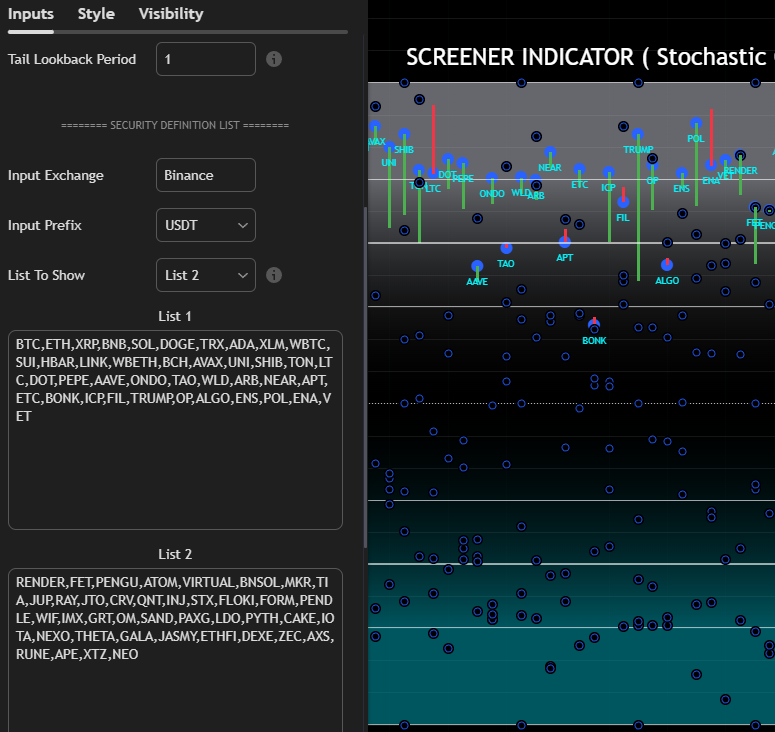 Inputs Style Visibility
Tail Lookback Period 1
======== SECURITY DEFINITION LIST ========
Input Exchange Binance
Input Prefix USDT
List To Show List 2
List 1
BTC,ETH,XRP,BNB,SOL,DOGE,TRX,ADA,XLM,WBTC,
SUI,HBAR,LINK,WBETH,BCH,AVAX,UNI,SHIB,TON,LT
C,DOT,PEPE,AAVE,ONDO,TAO,WLD,ARB,NEAR,APT,
ETC,BONK,ICP,FIL,TRUMP,OP,ALGO,ENS,POL,ENA,V
ET
List 2
RENDER,FET,PENGU,ATOM,VIRTUAL,BNSOL,MKR,TI
A,JUP,RAY,JTO,CRV,QNT,INJ,STX,FLOKI,FORM,PEND
LE,WIF,IMX,GRT,OM,SAND,PAXG,LDO,PYTH,CAKE,IO
TA,NEXO,THETA,GALA,JASMY,ETHFI,DEXE,ZEC,AXS,
RUNE,APE,XTZ,NEO
SCREENER INDICATOR ( Stochastic
POL
UNI
SHIB
TRUMP
NEAR
DOT
PEPE
LTC
ONDO
WLD
ARB
ETC
ICP
OP
ENS
ENA
VET
RENDER
FIL
FET
AAVE
TAO
APT
ALGO
BONK